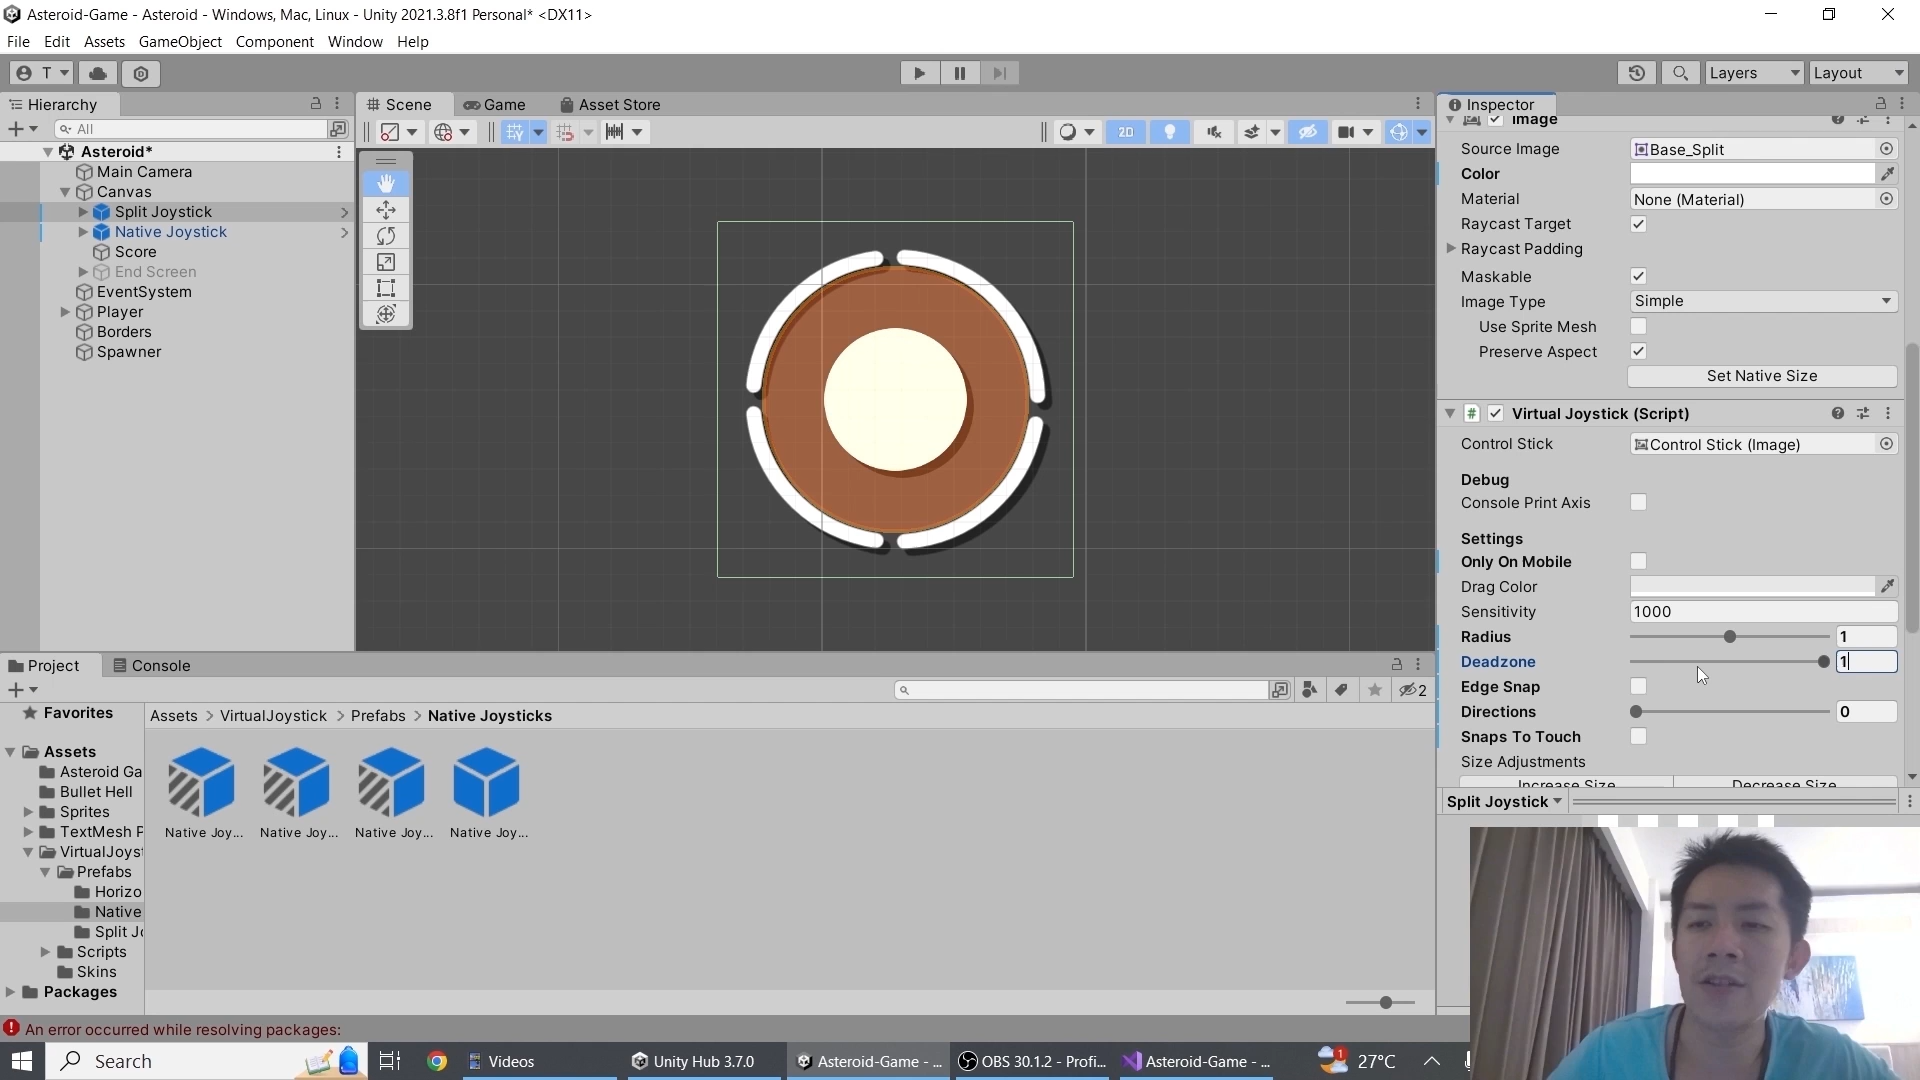 Asteroid-Game - Asteroid - Windows, Mac, Linux - Unity 2021.3.8f1 Personal* <DX11>
File Edit Assets GameObject Component Window Help
T
Layers
Layout
Hierarchy
All
Asteroid*
Main Camera
Canvas
Split Joystick
Native Joystick
Score
End Screen
EventSystem
Player
Borders
Spawner
Scene
Game
Asset Store
2D
Inspector
Image
Source Image Base_Split
Color
Material None (Material)
Raycast Target
Raycast Padding
Maskable
Image Type Simple
Use Sprite Mesh
Preserve Aspect
Set Native Size
# Virtual Joystick (Script)
Control Stick Control Stick (Image)
Debug
Console Print Axis
Settings
Only On Mobile
Drag Color
Sensitivity 1000
Radius 1
Deadzone 1
Edge Snap
Directions 0
Snaps To Touch
Size Adjustments
Increase Size Decrease Size
Split Joystick
Project
Console
2
Favorites
Assets
Asteroid Ga
Bullet Hell
Sprites
TextMesh P
VirtualJoyst
Prefabs
Horizo
Native
Split Jo
Scripts
Skins
Packages
Assets > VirtualJoystick > Prefabs > Native Joysticks
Native Joy...
Native Joy...
Native Joy...
Native Joy...
An error occurred while resolving packages:
Search
Videos
Unity Hub 3.7.0
Asteroid-Game - ...
OBS 30.1.2 - Profi...
Asteroid-Game - ...
1
27°C